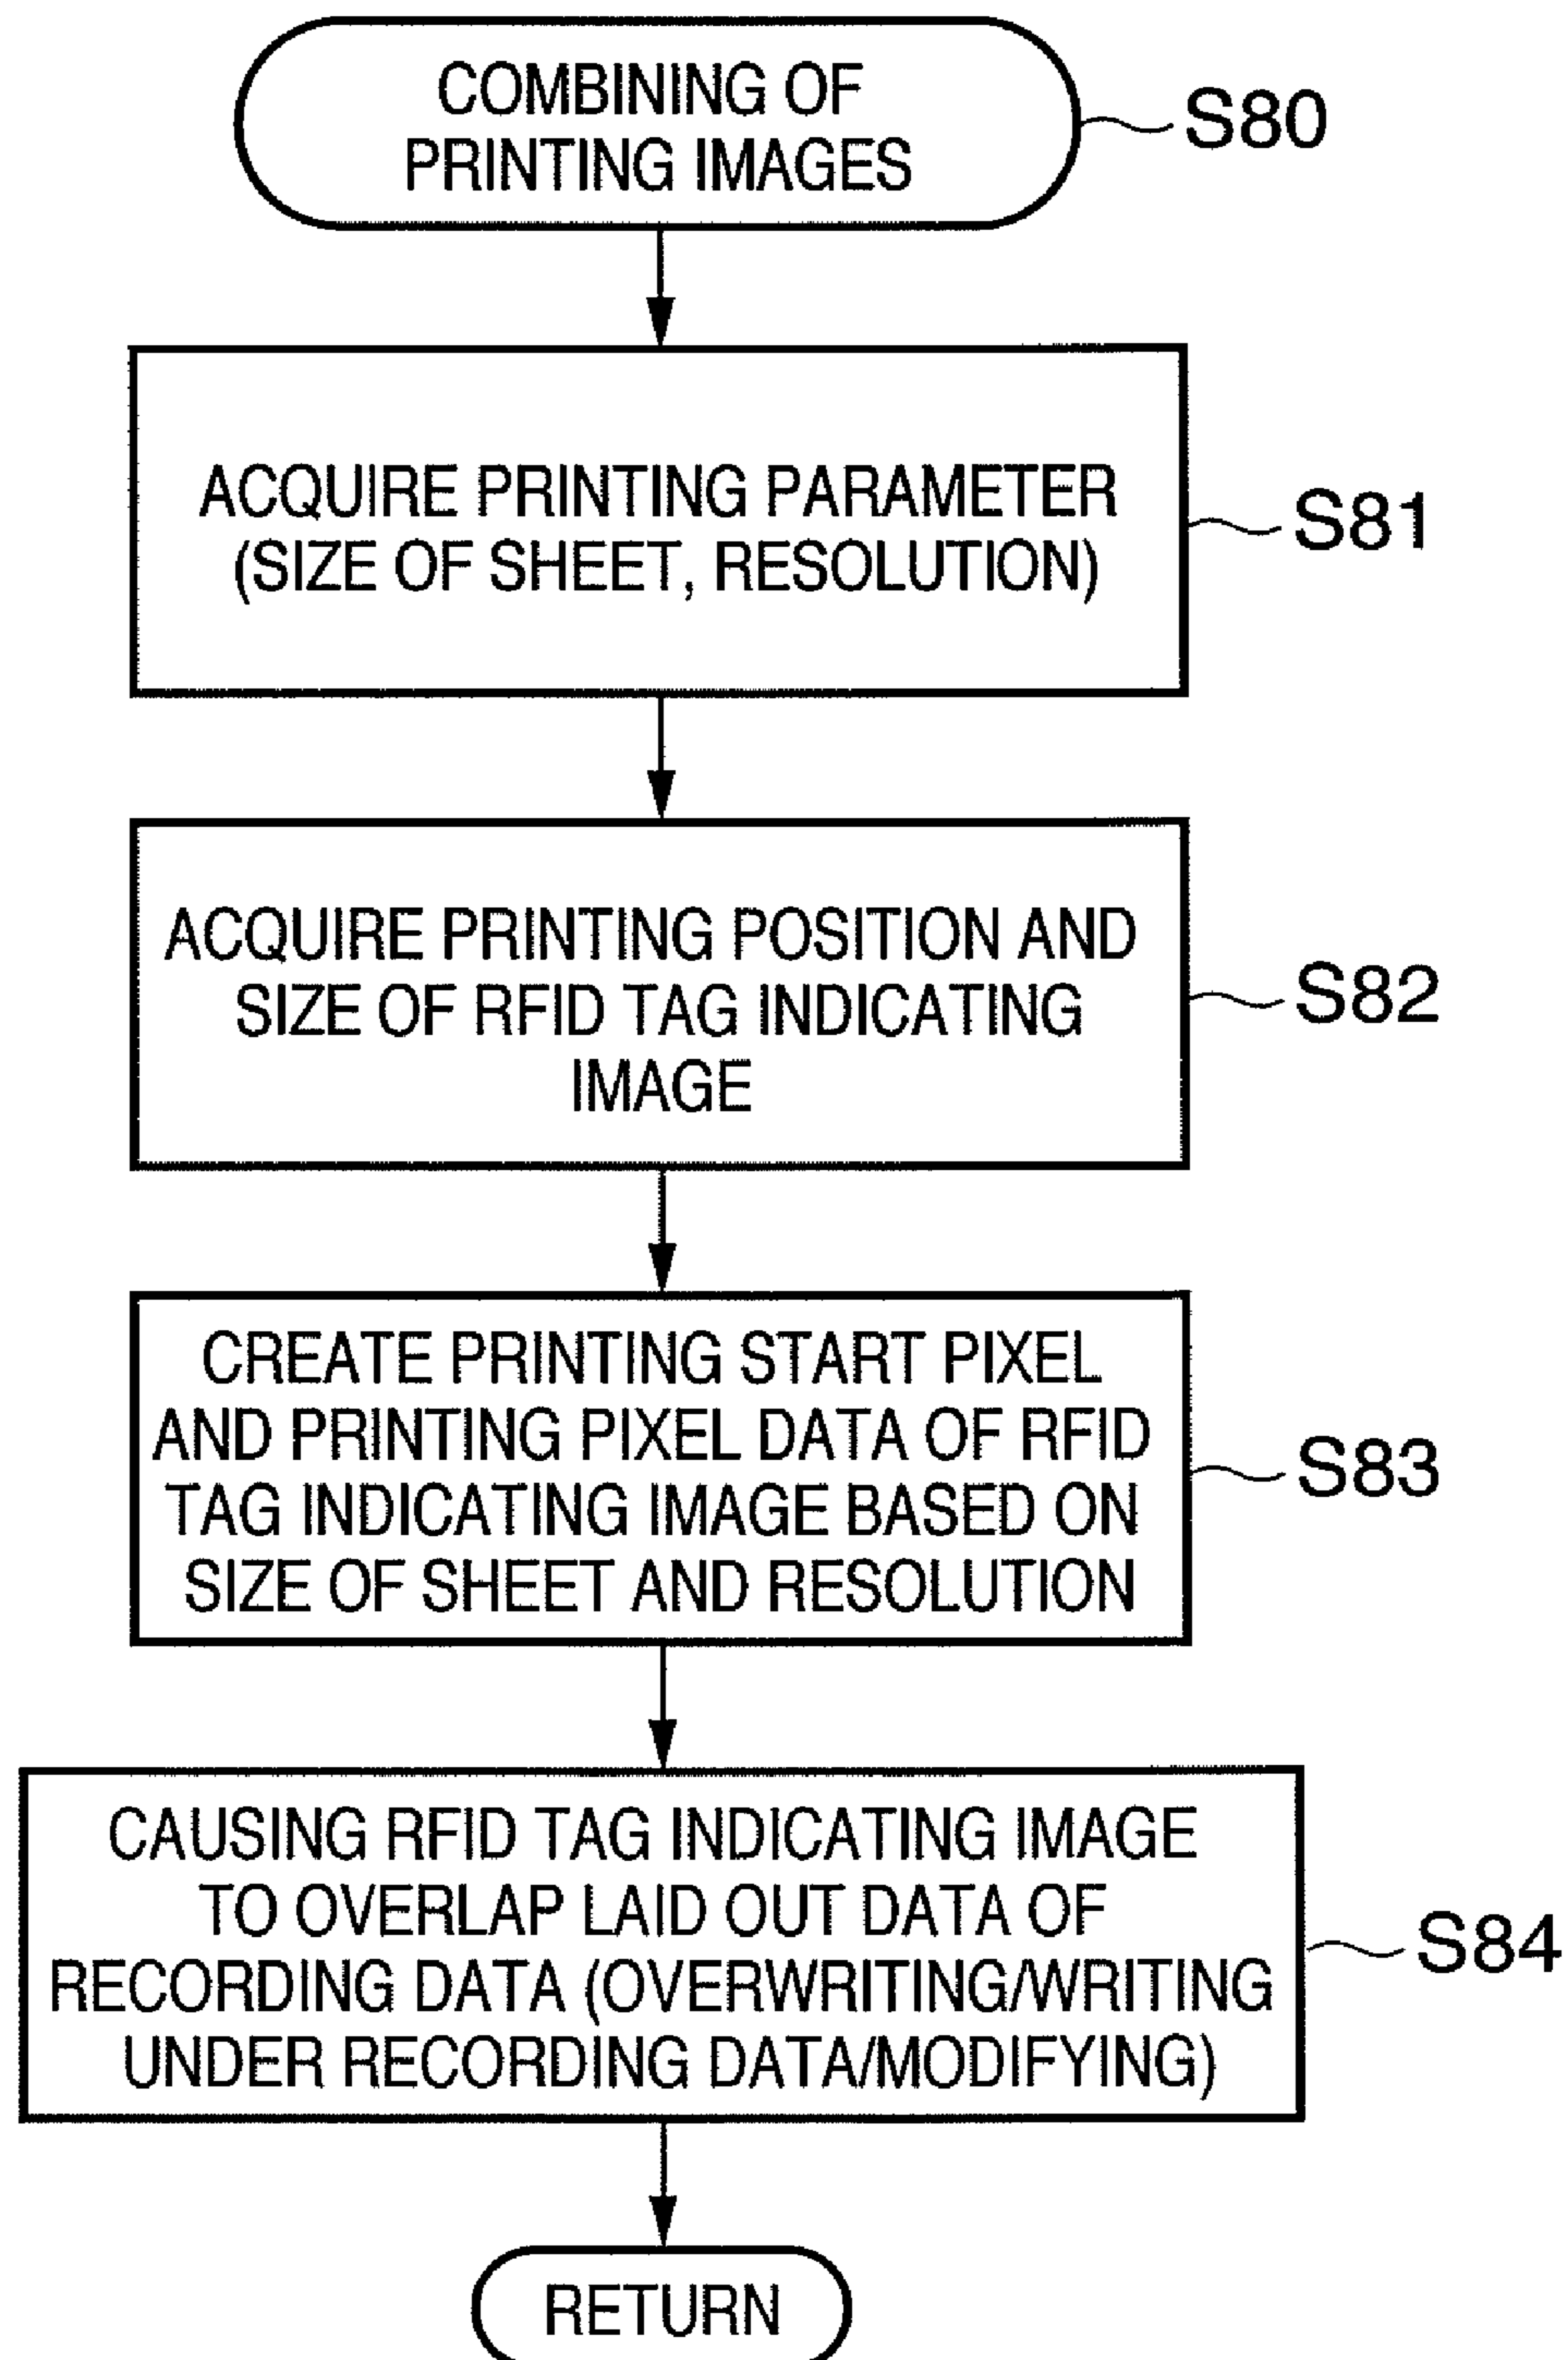 COMBINING OF
PRINTING IMAGES
S80
ACQUIRE PRINTING PARAMETER
(SIZE OF SHEET, RESOLUTION)
S81
ACQUIRE PRINTING POSITION AND
SIZE OF RFID TAG INDICATING
IMAGE
S82
CREATE PRINTING START PIXEL
AND PRINTING PIXEL DATA OF RFID
TAG INDICATING IMAGE BASED ON
SIZE OF SHEET AND RESOLUTION
S83
CAUSING RFID TAG INDICATING IMAGE
TO OVERLAP LAID OUT DATA OF
RECORDING DATA (OVERWRITING/WRITING
UNDER RECORDING DATA/MODIFYING)
S84
RETURN